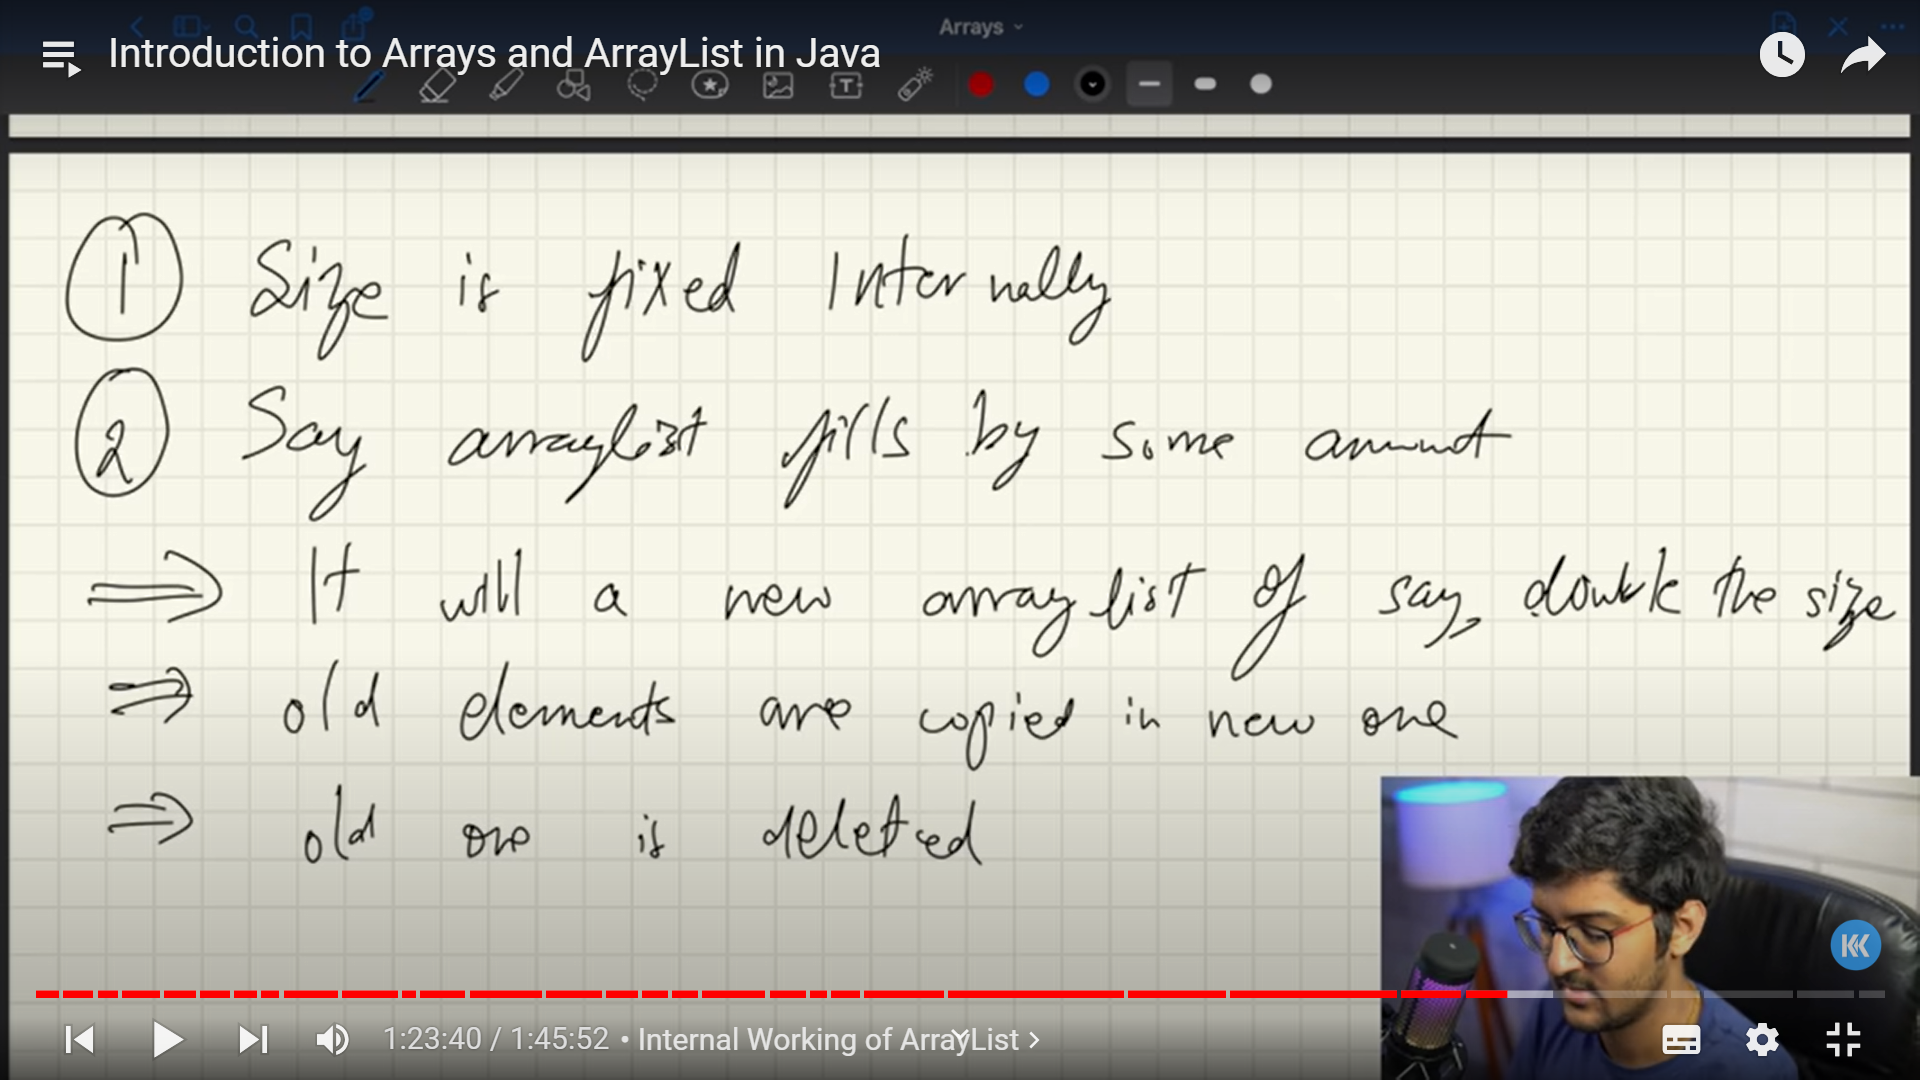 Arrays
Introduction to Arrays and ArrayList in Java
1 Size is fixed Internally
2 Say arraylist fills by some amount
⇒ It will a new arraylist of say, double the size
⇒ old elements are copied in new one
⇒ old one is deleted
1:23:40 / 1:45:52 • Internal Working of ArrayList >